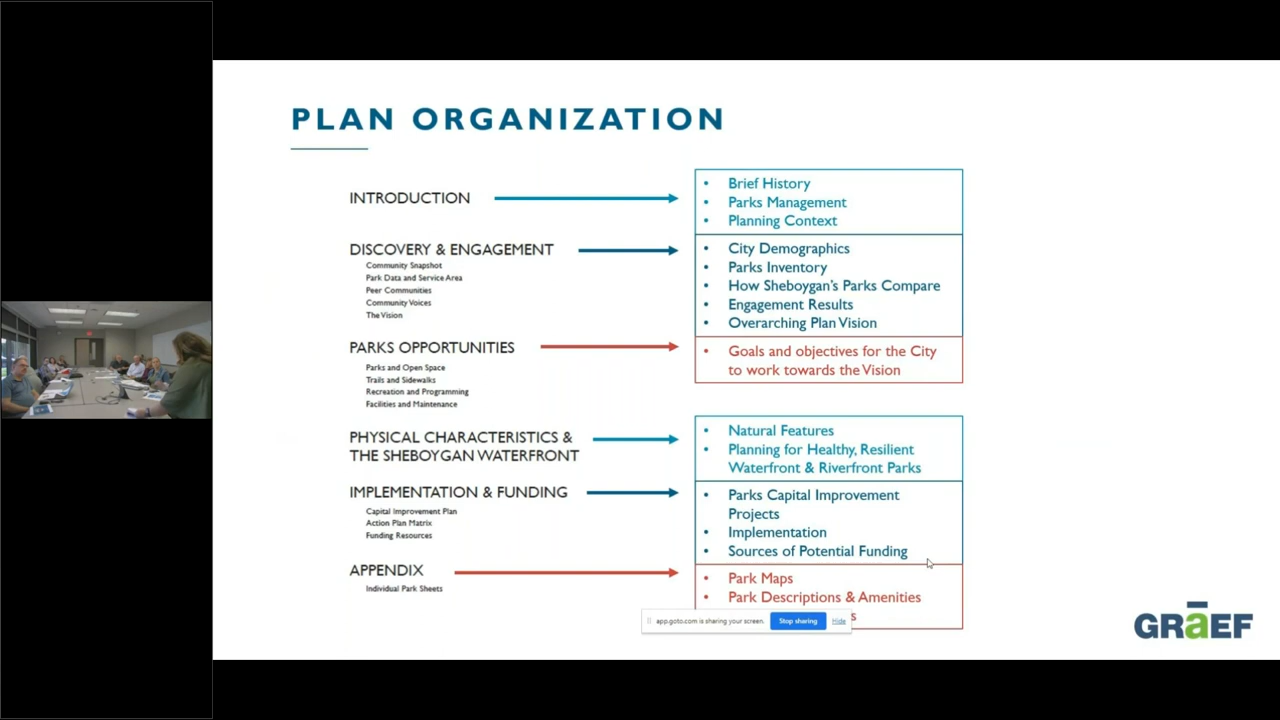 PLAN ORGANIZATION
INTRODUCTION
• Brief History
• Parks Management
• Planning Context
DISCOVERY & ENGAGEMENT
Community Snapshot
Park Data and Service Area
Peer Communities
Community Voices
The Vision
• City Demographics
• Parks Inventory
• How Sheboygan's Parks Compare
• Engagement Results
• Overarching Plan Vision
PARKS OPPORTUNITIES
Parks and Open Space
Trails and Sidewalks
Recreation and Programming
Facilities and Maintenance
• Goals and objectives for the City
to work towards the Vision
PHYSICAL CHARACTERISTICS &
THE SHEBOYGAN WATERFRONT
• Natural Features
• Planning for Healthy, Resilient
Waterfront & Riverfront Parks
IMPLEMENTATION & FUNDING
Capital Improvement Plan
Action Plan Matrix
Funding Resources
• Parks Capital Improvement
Projects
• Implementation
• Sources of Potential Funding
APPENDIX
Individual Park Sheets
• Park Maps
• Park Descriptions & Amenities
app.goto.com is sharing your screen. Stop sharing Hide
GRāEF